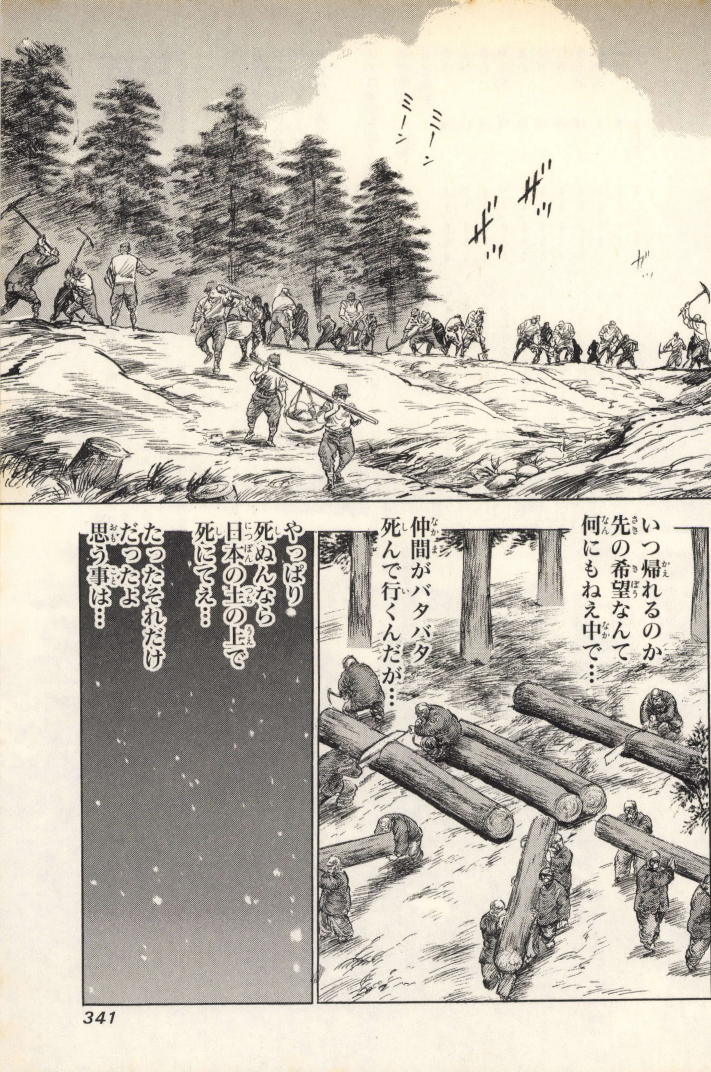 ミーン
ミーン
ザッ
ザッ
ザッ
いつ帰れるのか
先の希望なんて
何にもねえ中で…
仲間がバタバタ
死んで行くんだが…
やっぱり
死ぬんなら
日本の土の上で
死にてえ…
たったそれだけ
だったよ
思う事は…
341